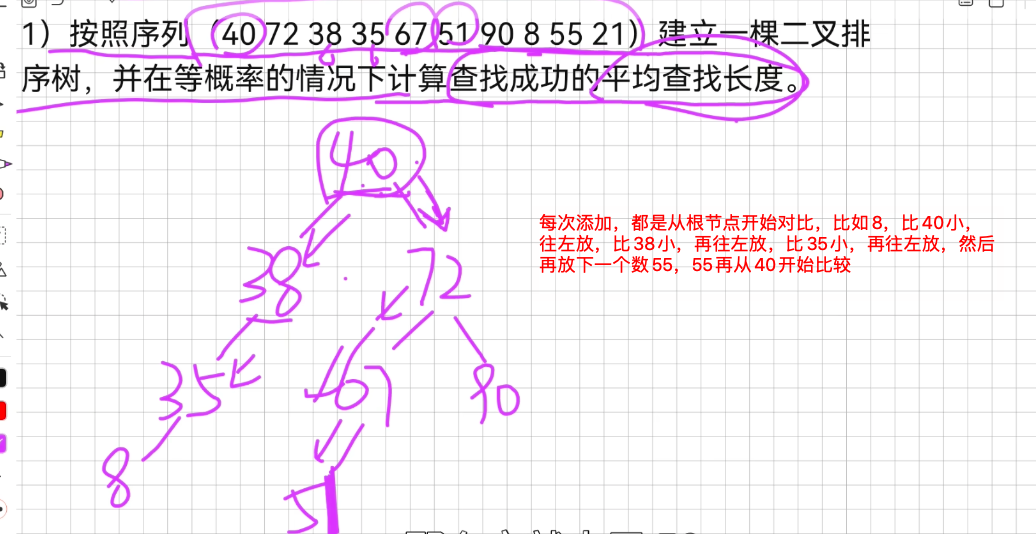 1）按照序列（40 72 38 35 67 51 90 8 55 21）建立一棵二叉排
序树，并在等概率的情况下计算查找成功的平均查找长度。
40
每次添加，都是从根节点开始对比，比如8，比40小，
往左放，比38小，再往左放，比35小，再往左放，然后
再放下一个数55，55再从40开始比较
38 72
35 67 90
8
51